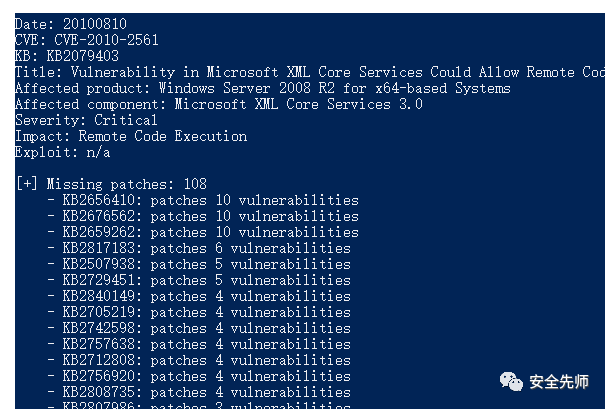 Date: 20100810
CVE: CVE-2010-2561
KB: KB2079403
Title: Vulnerability in Microsoft XML Core Services Could Allow Remote Cod
Affected product: Windows Server 2008 R2 for x64-based Systems
Affected component: Microsoft XML Core Services 3.0
Severity: Critical
Impact: Remote Code Execution
Exploit: n/a
[+] Missing patches: 108
- KB2656410: patches 10 vulnerabilities
- KB2676562: patches 10 vulnerabilities
- KB2659262: patches 10 vulnerabilities
- KB2817183: patches 6 vulnerabilities
- KB2507938: patches 5 vulnerabilities
- KB2729451: patches 5 vulnerabilities
- KB2840149: patches 4 vulnerabilities
- KB2705219: patches 4 vulnerabilities
- KB2742598: patches 4 vulnerabilities
- KB2757638: patches 4 vulnerabilities
- KB2712808: patches 4 vulnerabilities
- KB2756920: patches 4 vulnerabilities
- KB2808735: patches 4 vulnerabilities
- KB2807986: patches 3 vulnerabilities
安全先师